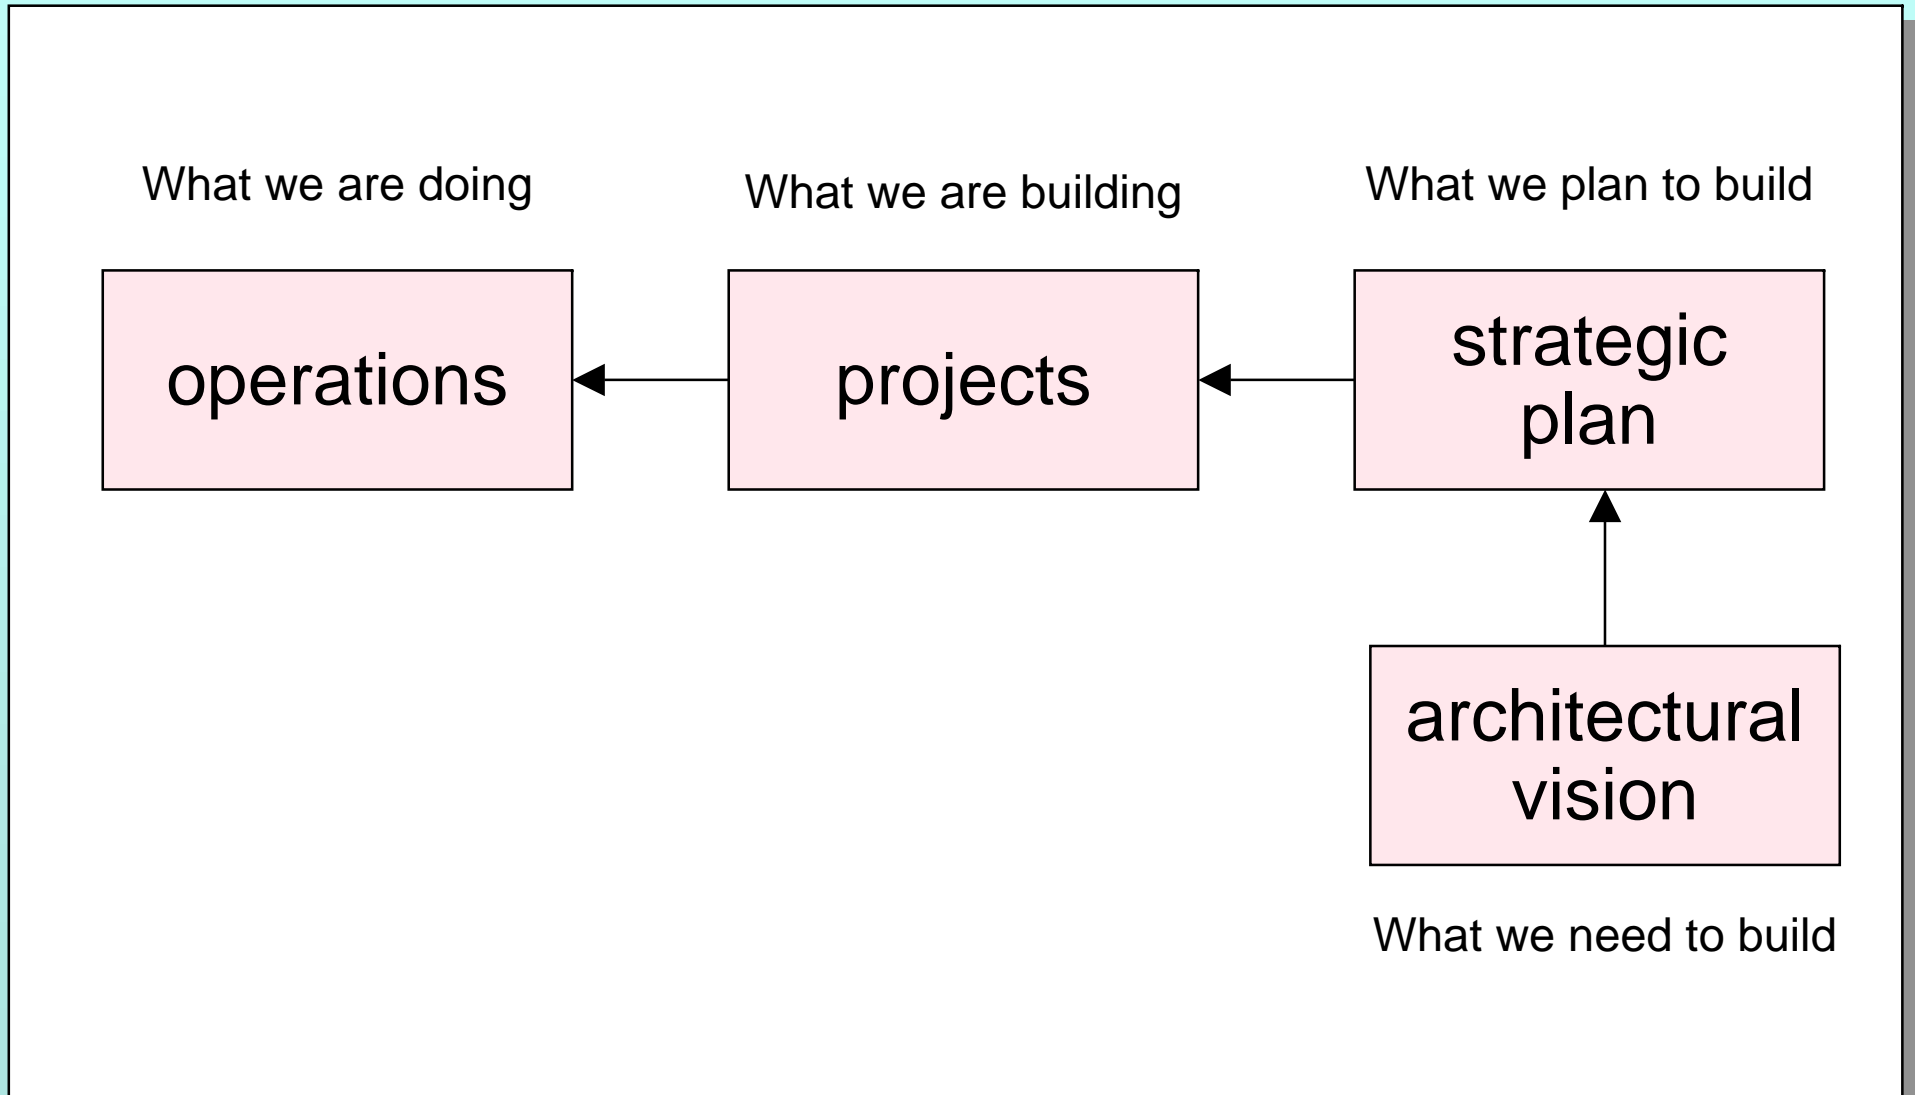 What we are doing
What we are building
What we plan to build
operations
projects
strategic
plan
architectural
vision
What we need to build